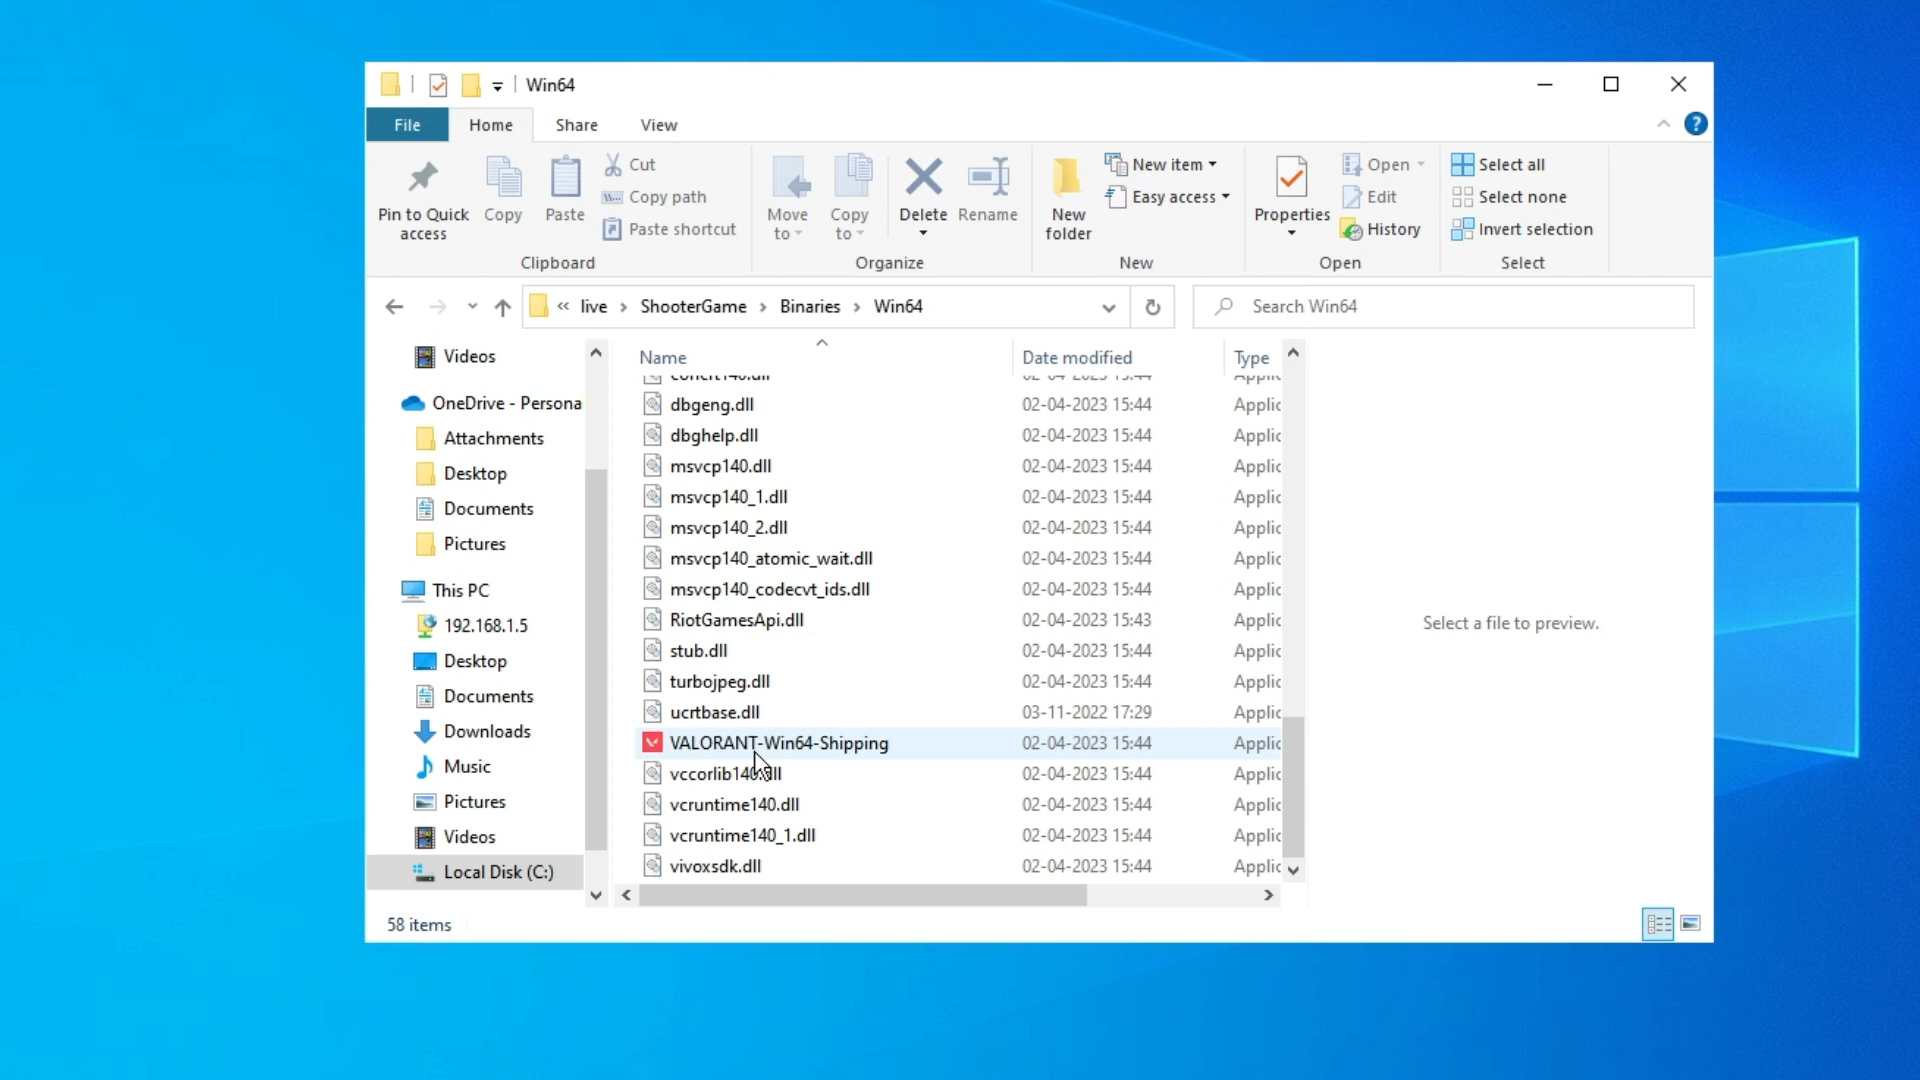 Win64
File Home Share View
Pin to Quick access
Copy
Paste
Cut
Copy path
Paste shortcut
Clipboard
Move to
Copy to
Delete
Rename
Organize
New folder
New item
Easy access
New
Properties
Open
Edit
History
Open
Select all
Select none
Invert selection
Select
« live › ShooterGame › Binaries › Win64
Search Win64
Videos
OneDrive - Persona
Attachments
Desktop
Documents
Pictures
This PC
192.168.1.5
Desktop
Documents
Downloads
Music
Pictures
Videos
Local Disk (C:)
Name Date modified Type
dbgeng.dll 02-04-2023 15:44 Applic
dbghelp.dll 02-04-2023 15:44 Applic
msvcp140.dll 02-04-2023 15:44 Applic
msvcp140_1.dll 02-04-2023 15:44 Applic
msvcp140_2.dll 02-04-2023 15:44 Applic
msvcp140_atomic_wait.dll 02-04-2023 15:44 Applic
msvcp140_codecvt_ids.dll 02-04-2023 15:44 Applic
RiotGamesApi.dll 02-04-2023 15:43 Applic
stub.dll 02-04-2023 15:44 Applic
turbojpeg.dll 02-04-2023 15:44 Applic
ucrtbase.dll 03-11-2022 17:29 Applic
VALORANT-Win64-Shipping 02-04-2023 15:44 Applic
vccorlib140.dll 02-04-2023 15:44 Applic
vcruntime140.dll 02-04-2023 15:44 Applic
vcruntime140_1.dll 02-04-2023 15:44 Applic
vivoxsdk.dll 02-04-2023 15:44 Applic
Select a file to preview.
58 items